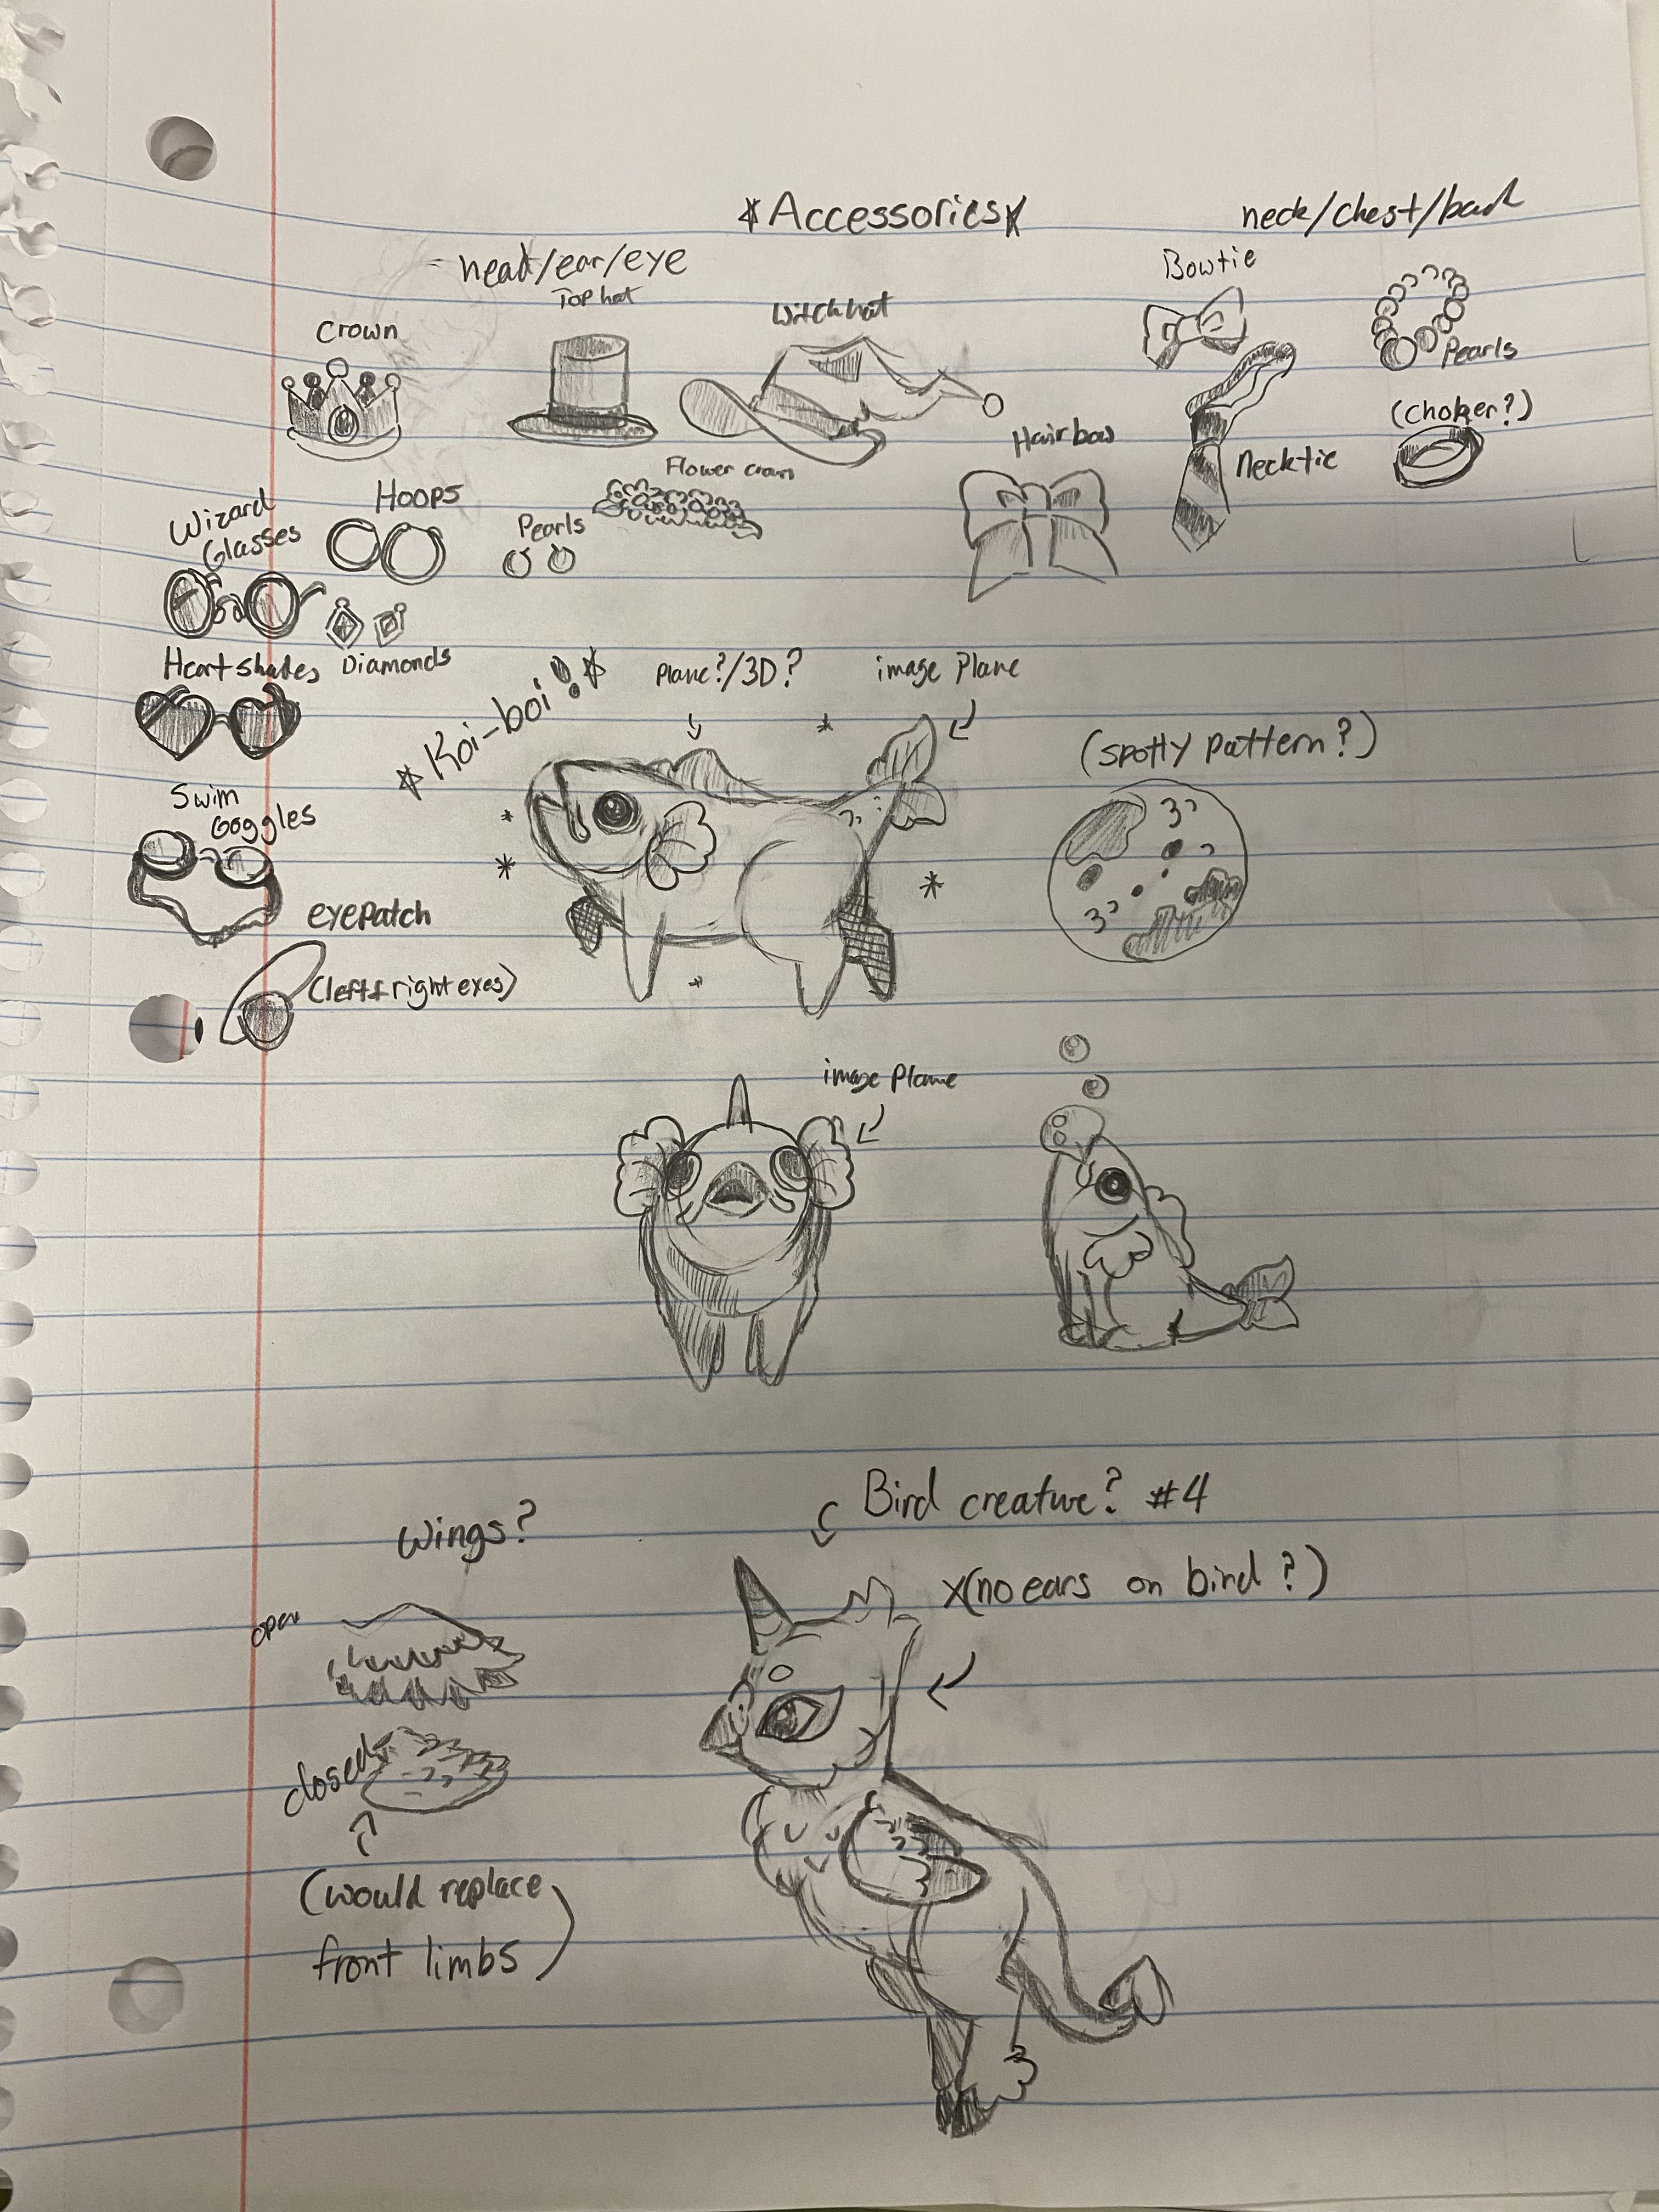 *Accessories*
head/ear/eye
neck/chest/back
Crown
Top hat
Witch hat
Bowtie
Pearls
(choker?)
Necktie
Hair bow
Flower crown
Wizard
Glasses
Hoops
Pearls
Heart shades
Diamonds
Swim
Goggles
eyepatch
(left & right eyes)
*Koi-boi!*
Plane?/3D?
image Plane
(spotty pattern?)
image Plane
Wings?
open
closed
(would replace
front limbs)
Bird creature? #4
x(no ears on bird?)